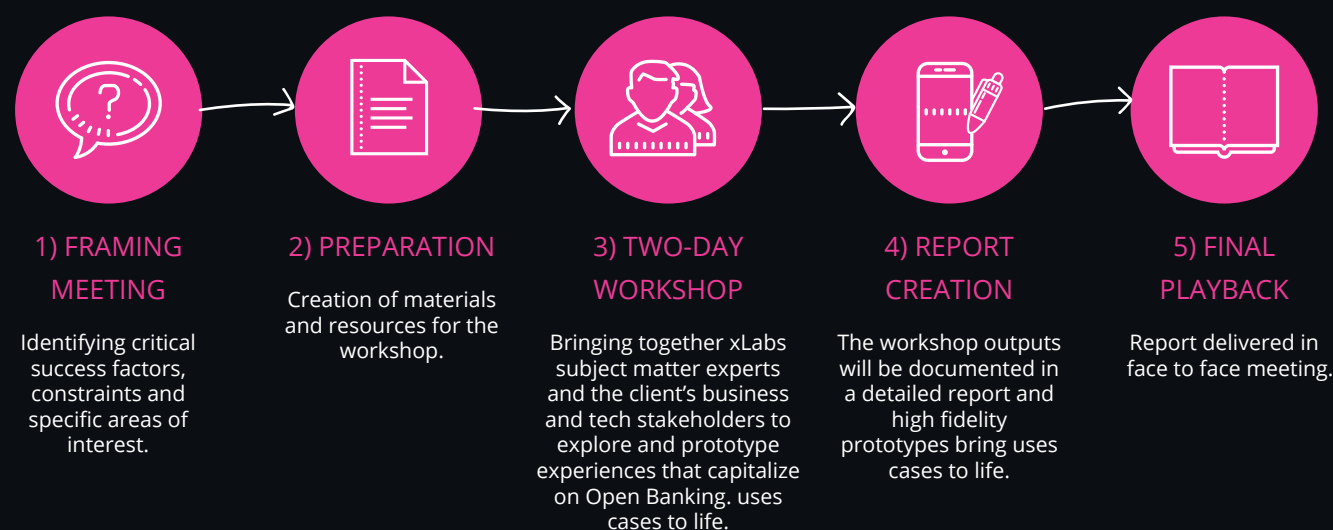 ?
1) FRAMING
MEETING
Identifying critical
success factors,
constraints and
specific areas of
interest.
2) PREPARATION
Creation of materials
and resources for the
workshop.
3) TWO-DAY
WORKSHOP
Bringing together xLabs
subject matter experts
and the client’s business
and tech stakeholders to
explore and prototype
experiences that capitalize
on Open Banking. uses
cases to life.
4) REPORT
CREATION
The workshop outputs
will be documented in
a detailed report and
high fidelity
prototypes bring uses
cases to life.
5) FINAL
PLAYBACK
Report delivered in
face to face meeting.